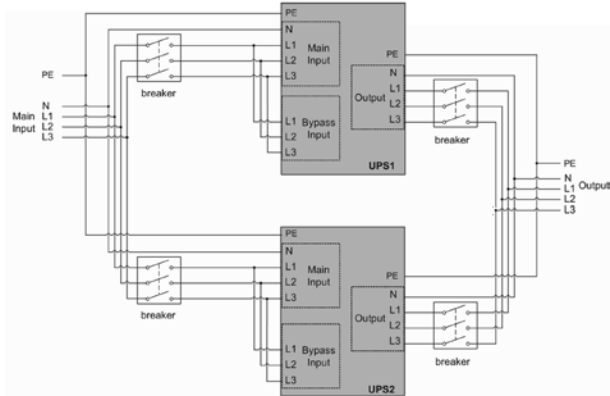 PE
N
L1
L2
L3
Main
Input
PE
N
L1
L2
L3
Output
Bypass
Input
L1
L2
L3
UPS1
breaker
breaker
PE
N
Main L1
Input L2
L3
PE
N
L1 Output
L2
L3
PE
N
L1
L2
L3
Main
Input
PE
N
L1
L2
L3
Output
Bypass
Input
L1
L2
L3
UPS2
breaker
breaker